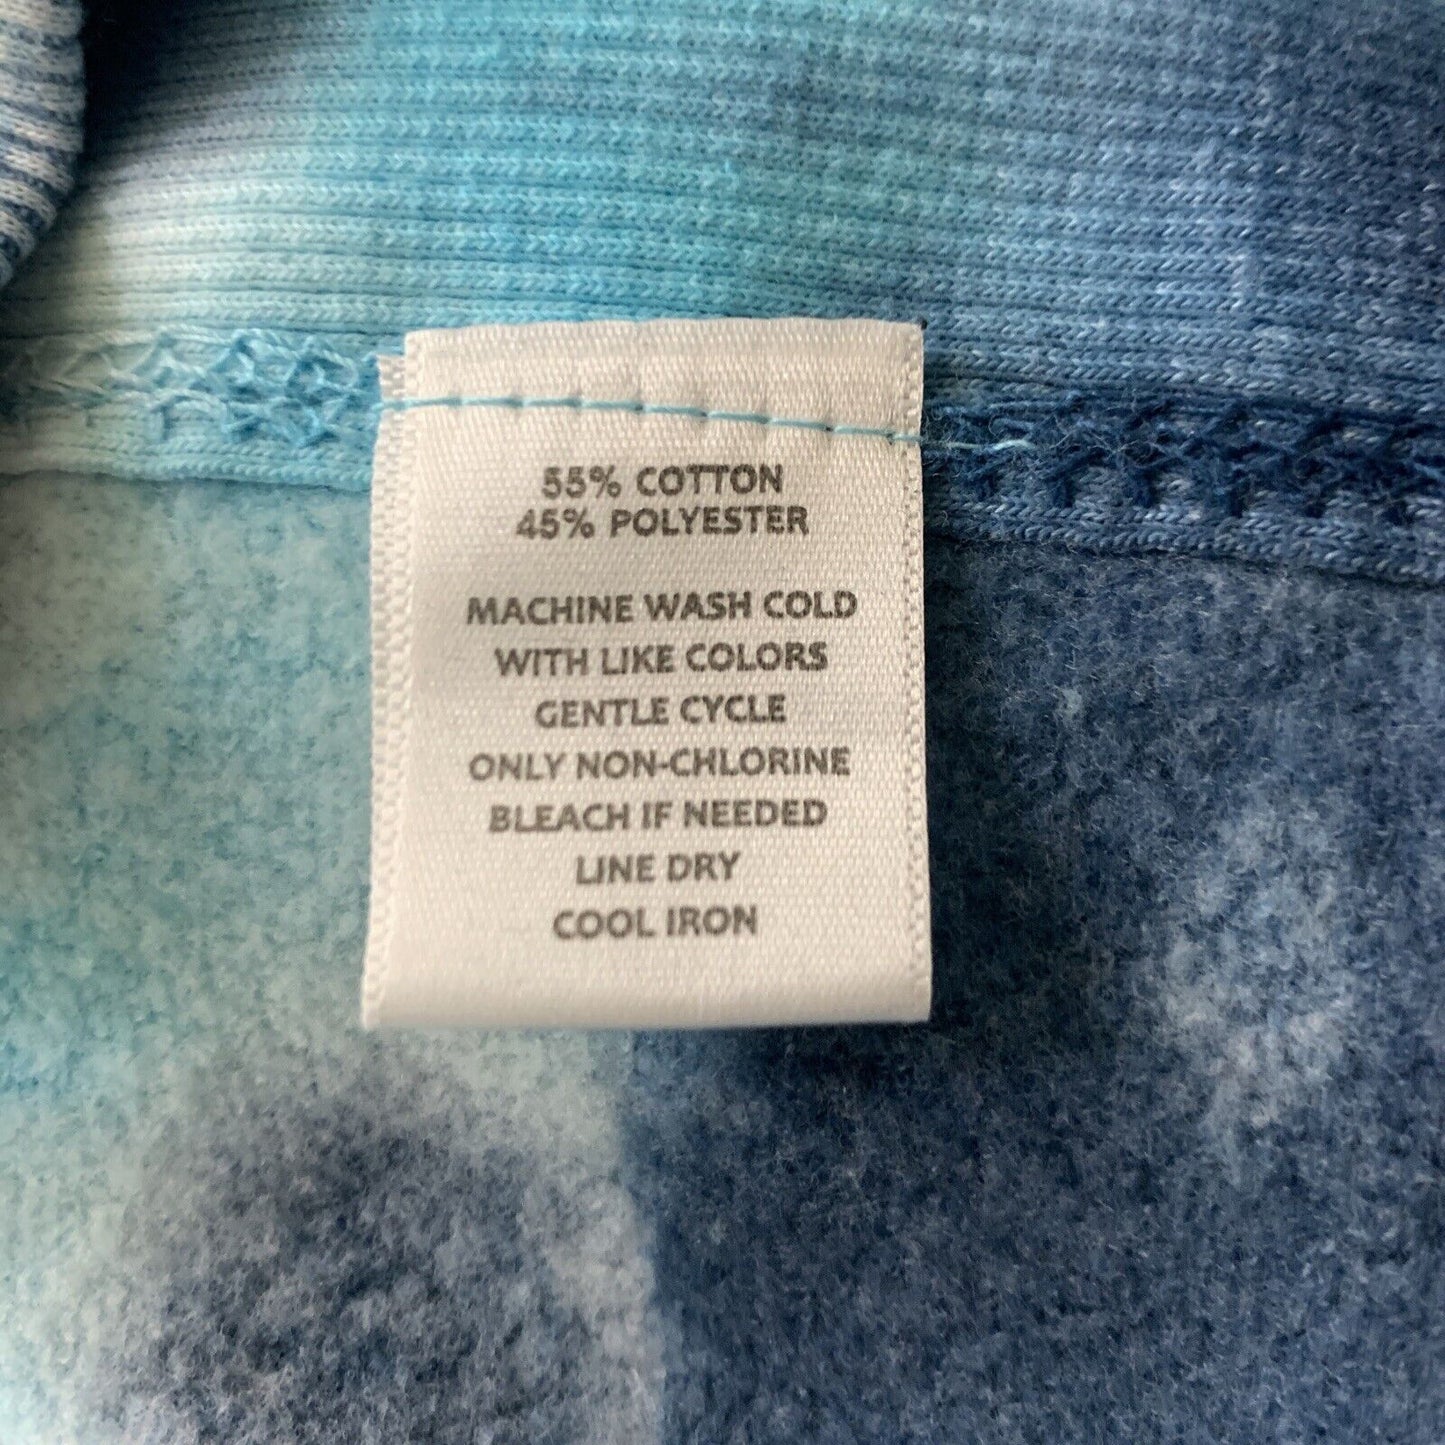 55% COTTON
45% POLYESTER
MACHINE WASH COLD
WITH LIKE COLORS
GENTLE CYCLE
ONLY NON-CHLORINE
BLEACH IF NEEDED
LINE DRY
COOL IRON